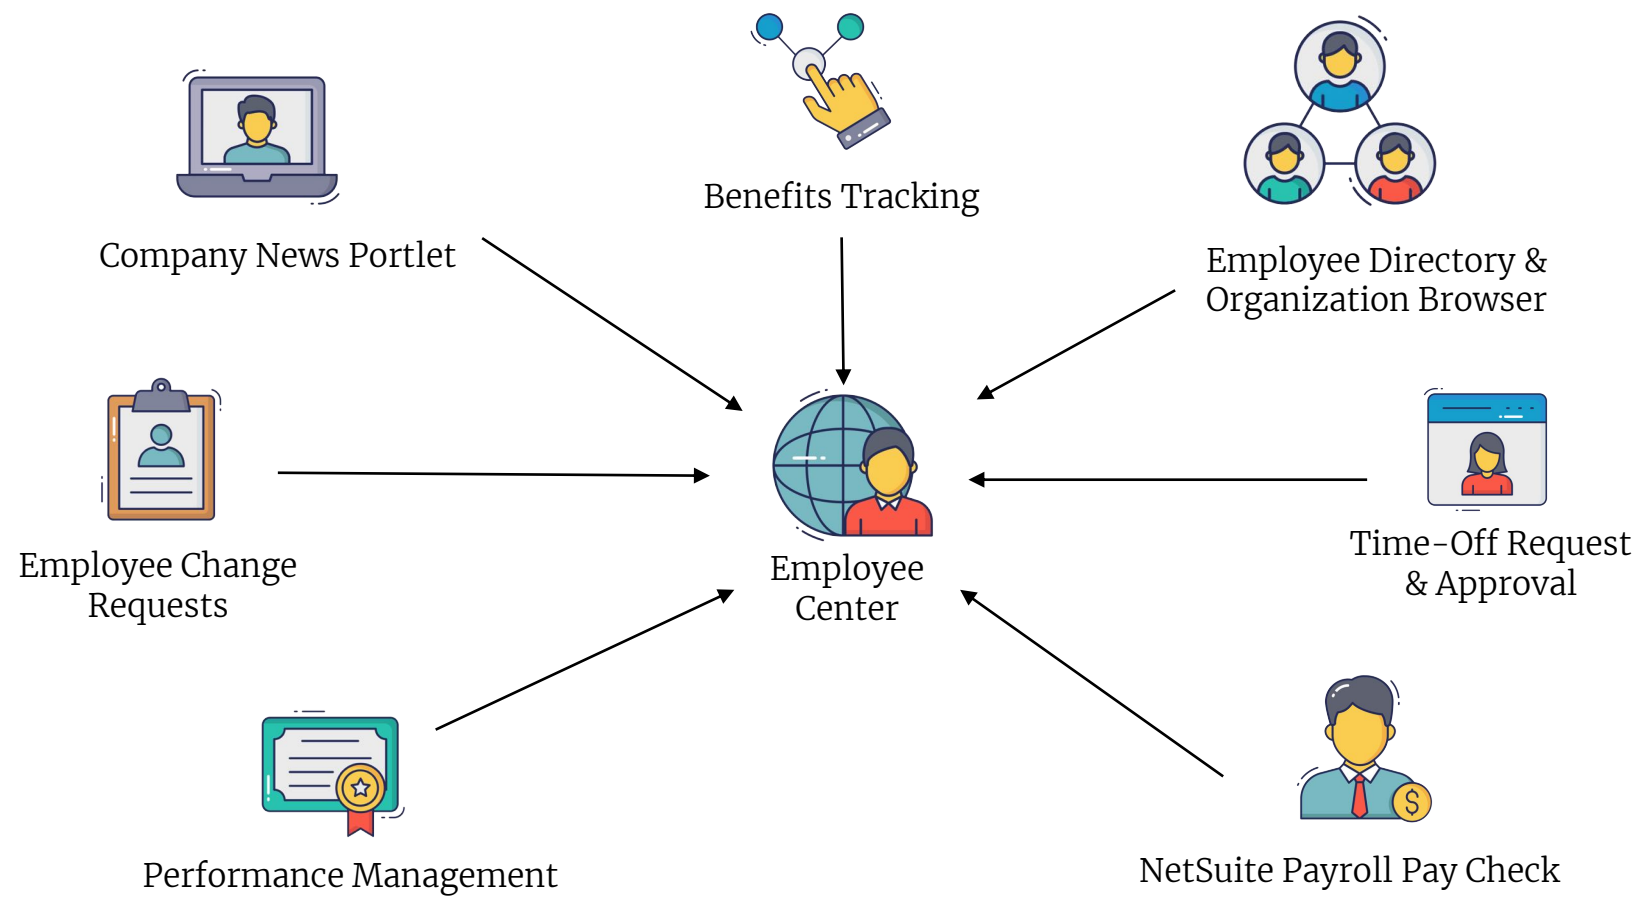 Benefits Tracking
Company News Portlet
Employee Directory &
Organization Browser
Employee Change
Requests
Employee
Center
Time-Off Request
& Approval
Performance Management
NetSuite Payroll Pay Check
$